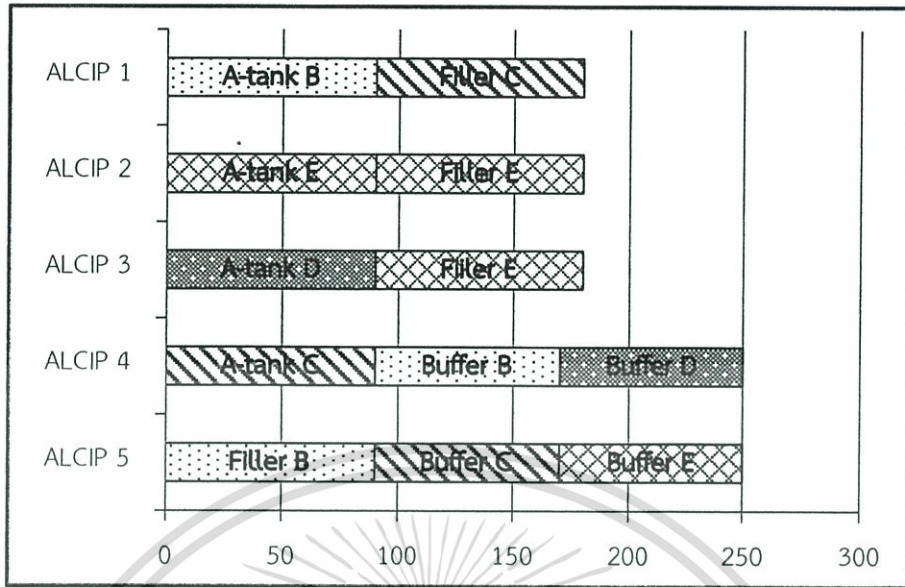 ALCIP 1 A-tank B Filler C
ALCIP 2 A-tank E Filler E
ALCIP 3 A-tank D Filler E
ALCIP 4 A-tank C Buffer B Buffer D
ALCIP 5 Filler B Buffer C Buffer E
0 50 100 150 200 250 300